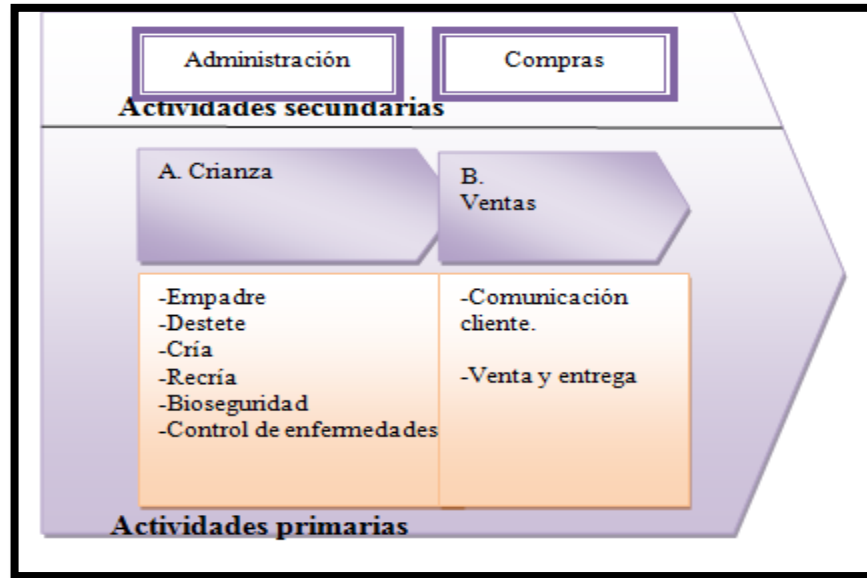 Administración
Compras
Actividades secundarias
A. Crianza
B.
Ventas
-Empadre
-Destete
-Cría
-Recría
-Bioseguridad
-Control de enfermedades
-Comunicación
cliente.
-Venta y entrega
Actividades primarias